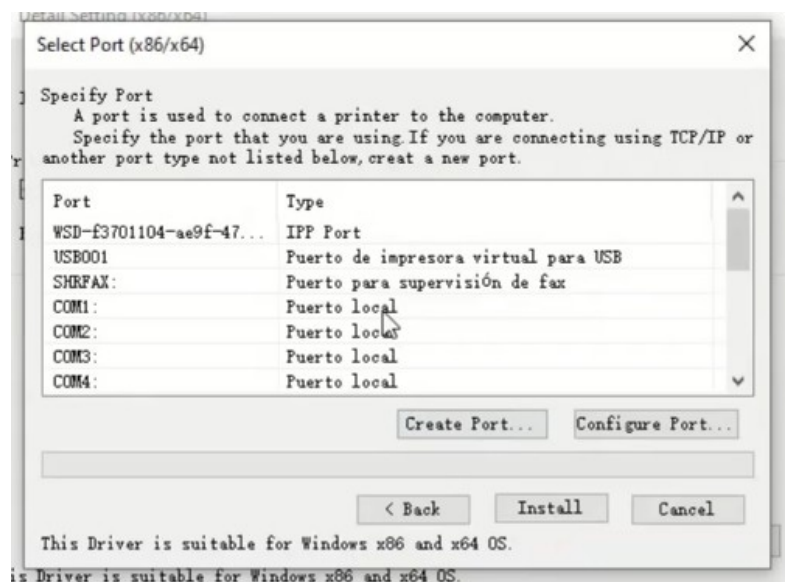 Detail Setting (x86/x64)
Select Port (x86/x64)
Specify Port
A port is used to connect a printer to the computer.
Specify the port that you are using.If you are connecting using TCP/IP or
another port type not listed below,creat a new port.
Port Type
WSD-f3701104-ae9f-47... IPP Port
USB001 Puerto de impresora virtual para USB
SHRFAX: Puerto para supervisión de fax
COM1: Puerto local
COM2: Puerto local
COM3: Puerto local
COM4: Puerto local
Create Port... Configure Port...
< Back Install Cancel
This Driver is suitable for Windows x86 and x64 OS.
is Driver is suitable for Windows x86 and x64 OS.